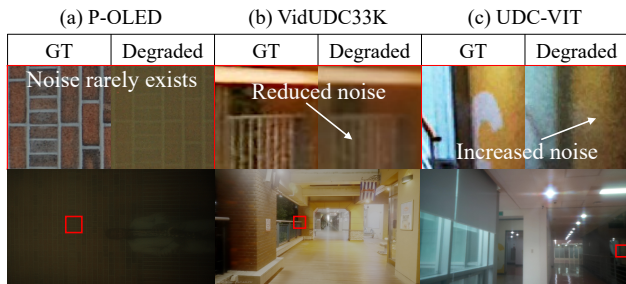 (a) P-OLED (b) VidUDC33K (c) UDC-VIT
GT Degraded GT Degraded GT Degraded
Noise rarely exists
Reduced noise
Increased noise